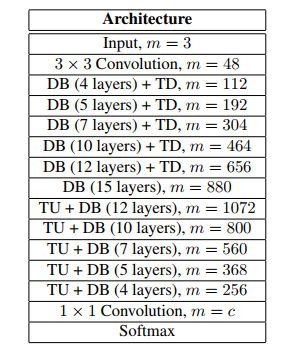 Architecture
Input, m = 3
3 × 3 Convolution, m = 48
DB (4 layers) + TD, m = 112
DB (5 layers) + TD, m = 192
DB (7 layers) + TD, m = 304
DB (10 layers) + TD, m = 464
DB (12 layers) + TD, m = 656
DB (15 layers), m = 880
TU + DB (12 layers), m = 1072
TU + DB (10 layers), m = 800
TU + DB (7 layers), m = 560
TU + DB (5 layers), m = 368
TU + DB (4 layers), m = 256
1 × 1 Convolution, m = c
Softmax